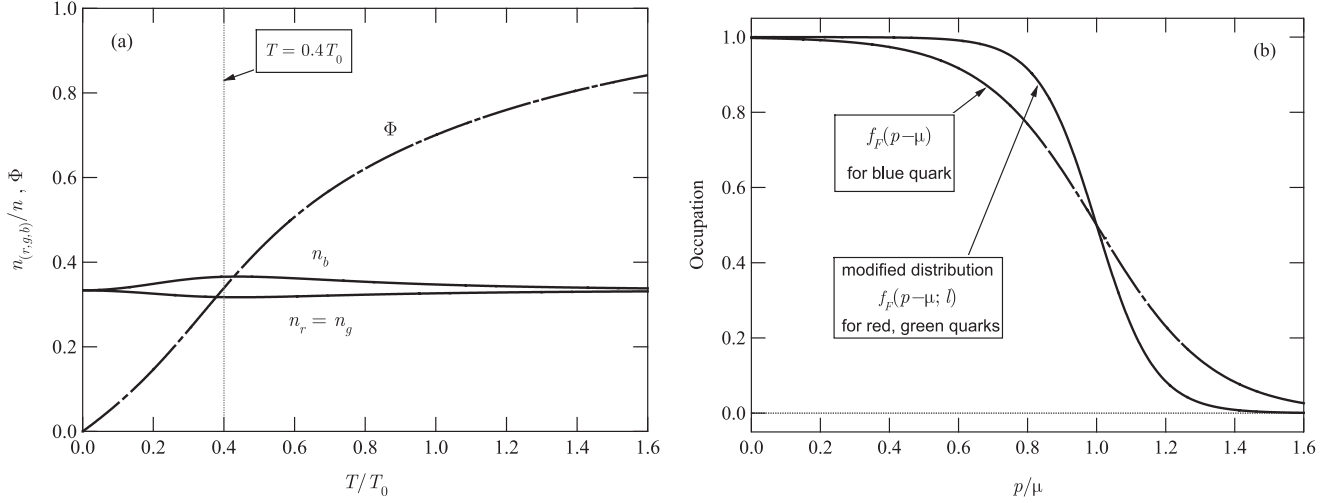 (a)
T = 0.4 T₀
Φ
n_b
n_r = n_g
1.0
0.8
0.6
0.4
0.2
0.0
n_(r,g,b)/n , Φ
0.0 0.2 0.4 0.6 0.8 1.0 1.2 1.4 1.6
T/T₀
(b)
f_F(p−μ)
for blue quark
modified distribution
f_F(p−μ; l)
for red, green quarks
1.0
0.8
0.6
0.4
0.2
0.0
Occupation
0.0 0.2 0.4 0.6 0.8 1.0 1.2 1.4 1.6
p/μ